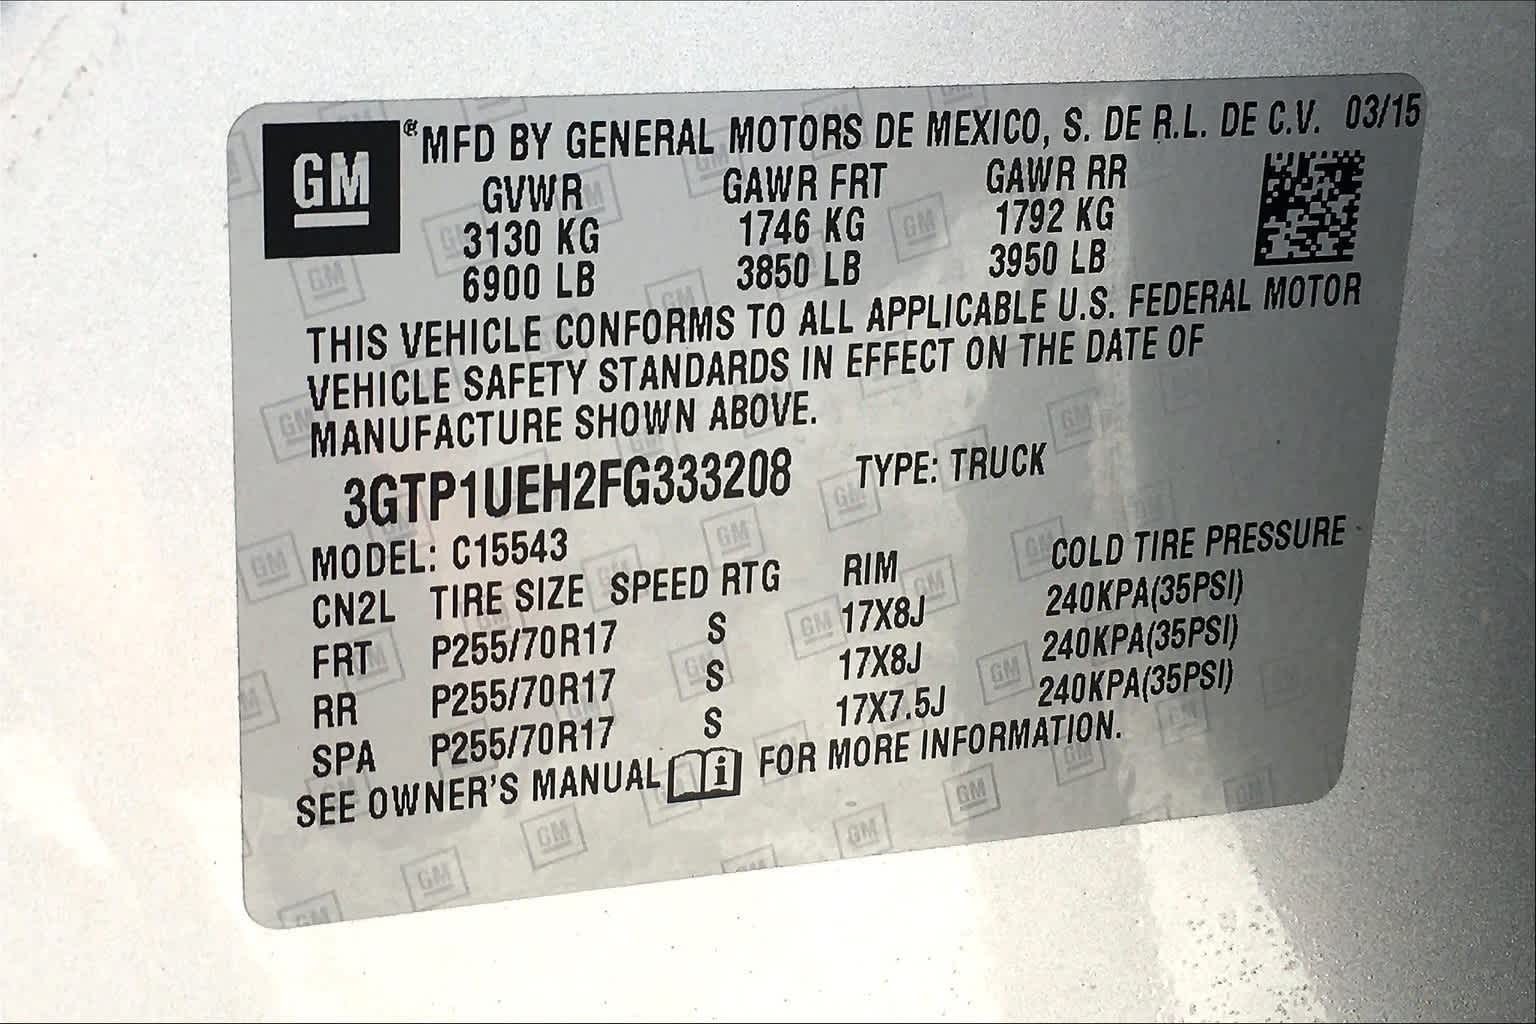 GM ® MFD BY GENERAL MOTORS DE MEXICO, S. DE R.L. DE C.V. 03/15
GVWR GAWR FRT GAWR RR
3130 KG 1746 KG 1792 KG
6900 LB 3850 LB 3950 LB
THIS VEHICLE CONFORMS TO ALL APPLICABLE U.S. FEDERAL MOTOR
VEHICLE SAFETY STANDARDS IN EFFECT ON THE DATE OF
MANUFACTURE SHOWN ABOVE.
3GTP1UEH2FG333208 TYPE: TRUCK
MODEL: C15543
CN2L TIRE SIZE SPEED RTG RIM COLD TIRE PRESSURE
FRT P255/70R17 S 17X8J 240KPA(35PSI)
RR P255/70R17 S 17X8J 240KPA(35PSI)
SPA P255/70R17 S 17X7.5J 240KPA(35PSI)
SEE OWNER'S MANUAL i FOR MORE INFORMATION.